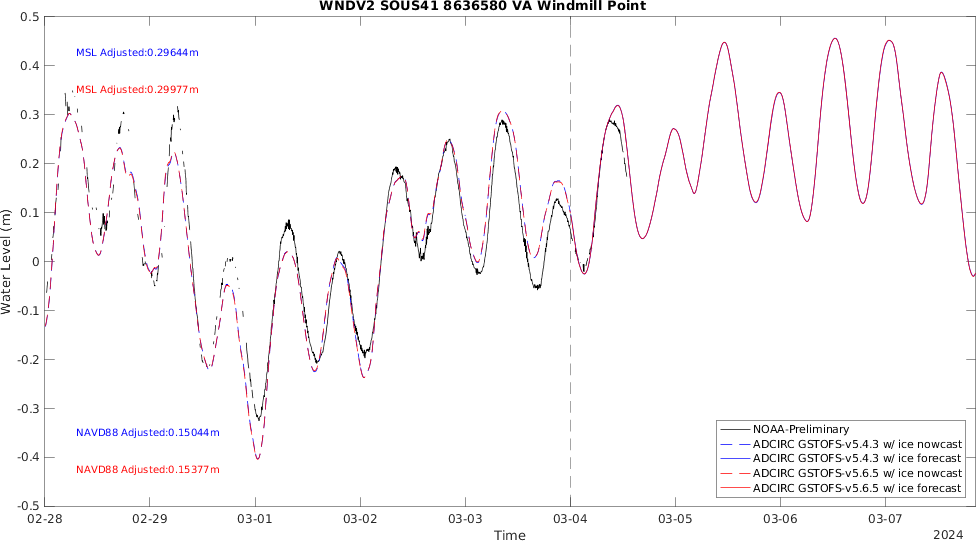 WNDV2 SOUS41 8636580 VA Windmill Point
0.5
0.4
0.3
0.2
0.1
0
-0.1
-0.2
-0.3
-0.4
-0.5
Water Level (m)
MSL Adjusted:0.29644m
MSL Adjusted:0.29977m
NAVD88 Adjusted:0.15044m
NAVD88 Adjusted:0.15377m
NOAA-Preliminary
ADCIRC GSTOFS-v5.4.3 w/ ice nowcast
ADCIRC GSTOFS-v5.4.3 w/ ice forecast
ADCIRC GSTOFS-v5.6.5 w/ ice nowcast
ADCIRC GSTOFS-v5.6.5 w/ ice forecast
02-28 02-29 03-01 03-02 03-03 03-04 03-05 03-06 03-07
Time
2024